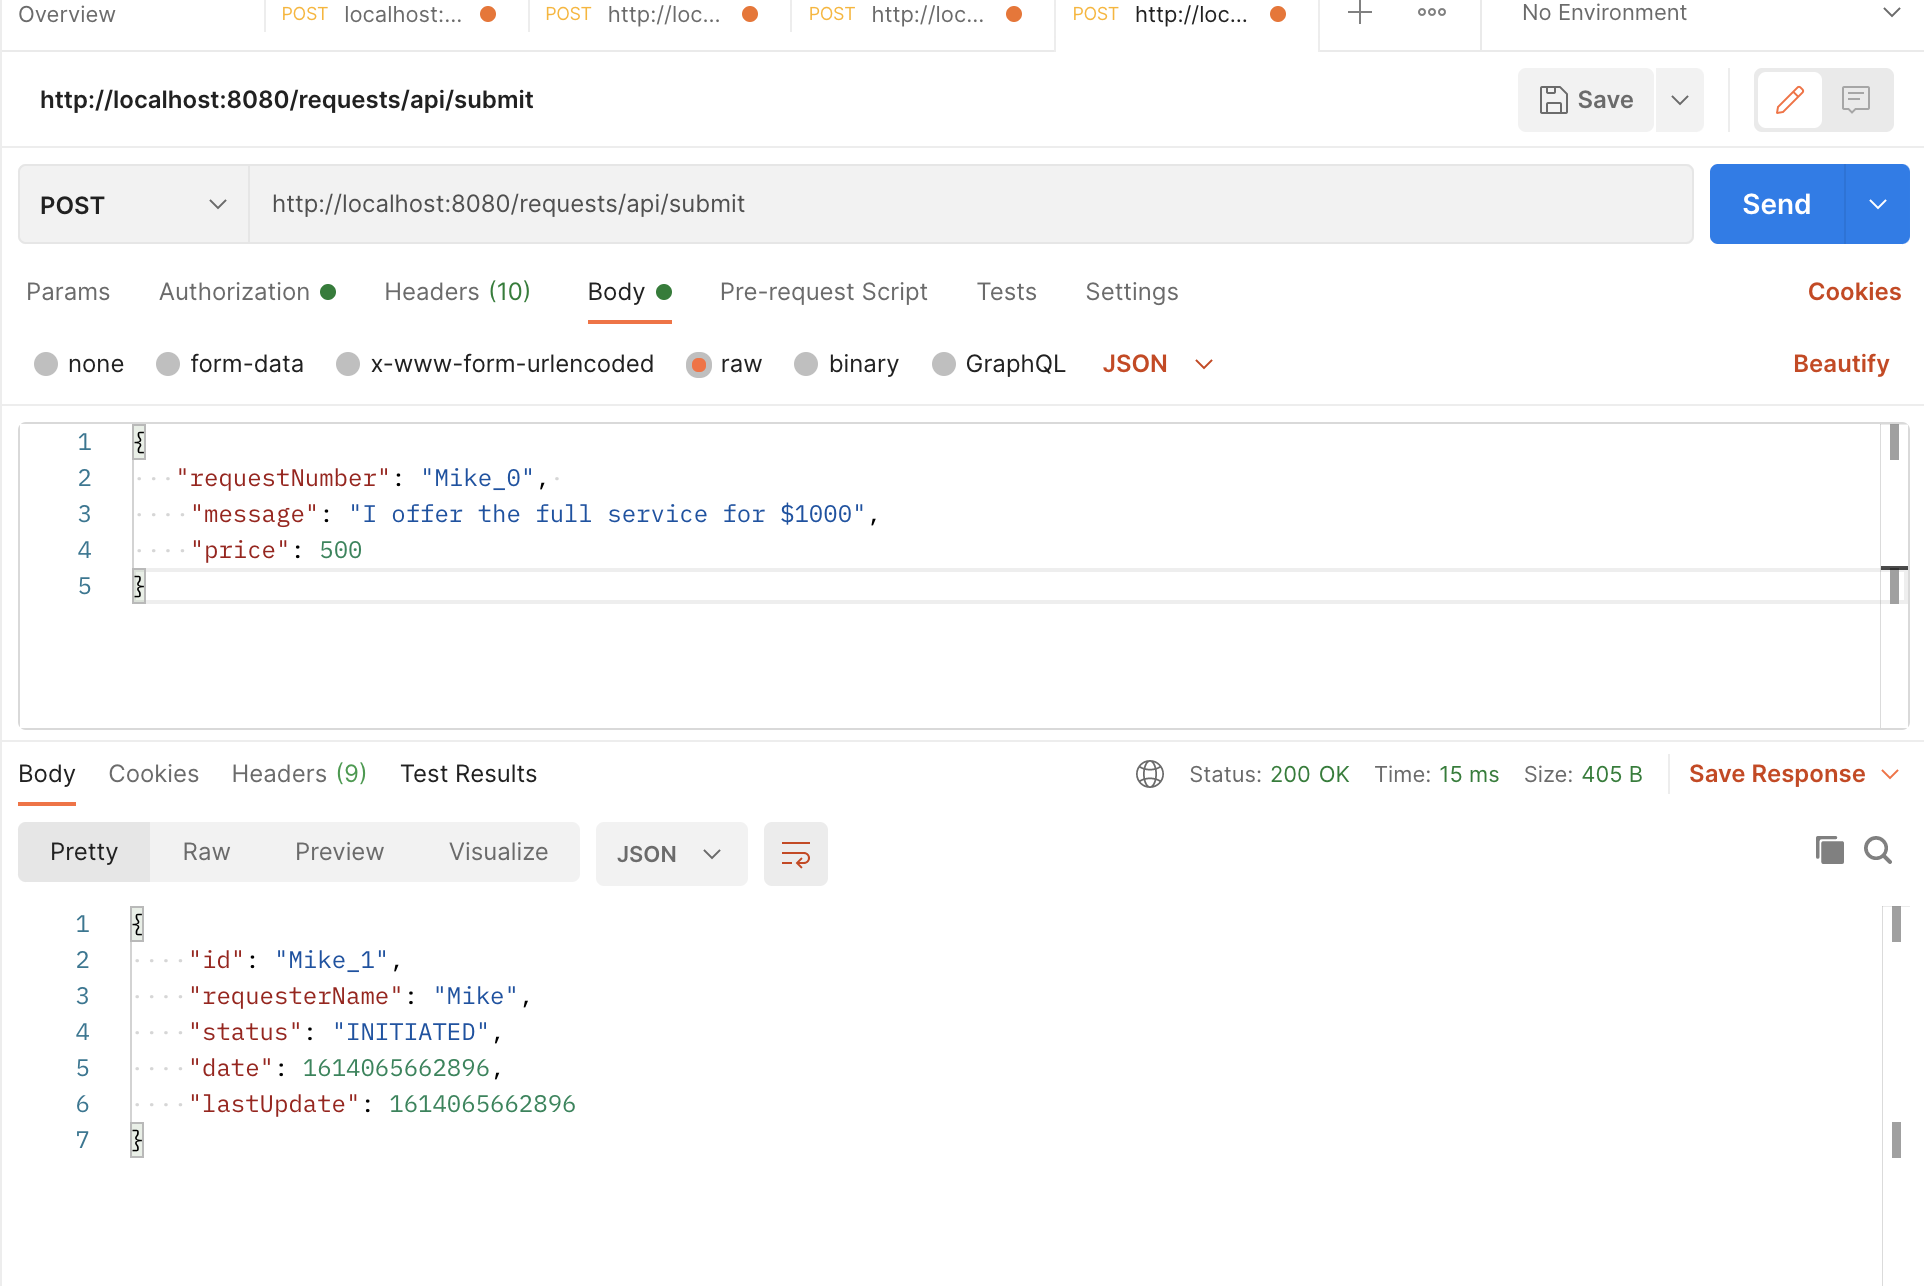 Overview POST localhost:... POST http://loc... POST http://loc... POST http://loc... No Environment
http://localhost:8080/requests/api/submit Save
POST http://localhost:8080/requests/api/submit Send
Params Authorization Headers (10) Body Pre-request Script Tests Settings Cookies
none form-data x-www-form-urlencoded raw binary GraphQL JSON Beautify
1 {
2 "requestNumber": "Mike_0",
3 "message": "I offer the full service for $1000",
4 "price": 500
5 }
Body Cookies Headers (9) Test Results Status: 200 OK Time: 15 ms Size: 405 B Save Response
Pretty Raw Preview Visualize JSON
1 {
2 "id": "Mike_1",
3 "requesterName": "Mike",
4 "status": "INITIATED",
5 "date": 1614065662896,
6 "lastUpdate": 1614065662896
7 }